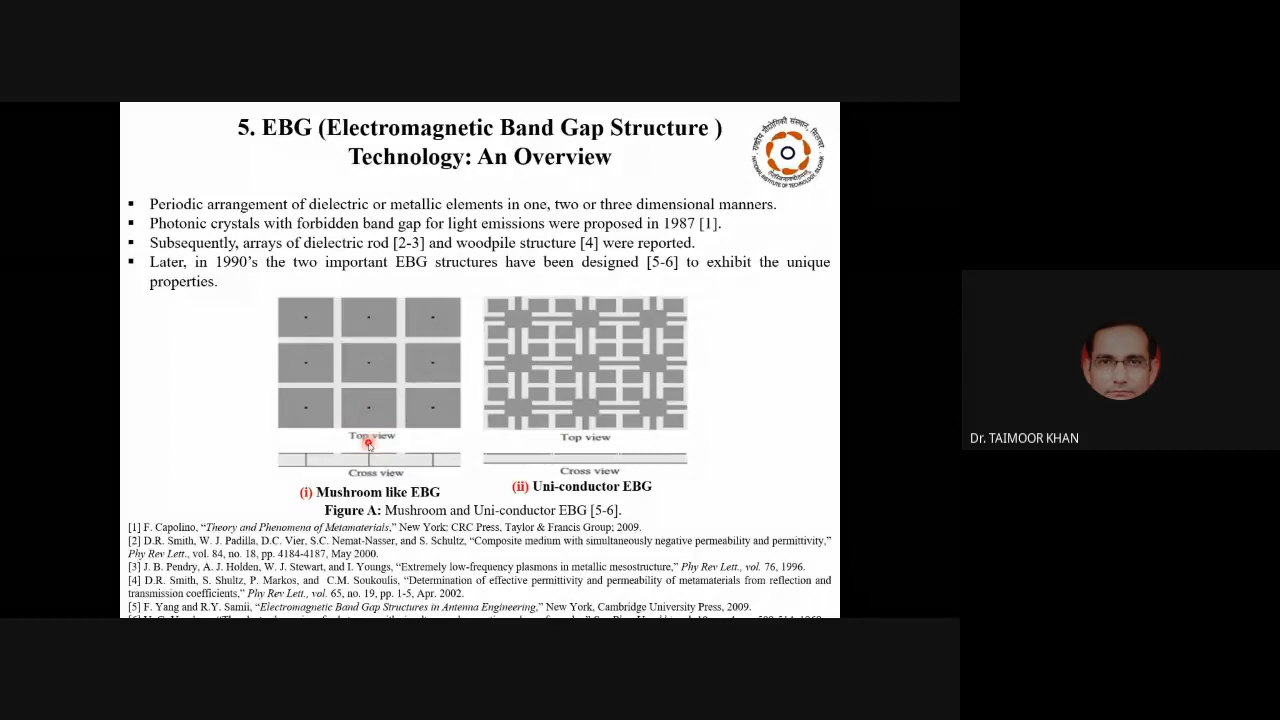 5. EBG (Electromagnetic Band Gap Structure )
Technology: An Overview
▪ Periodic arrangement of dielectric or metallic elements in one, two or three dimensional manners.
▪ Photonic crystals with forbidden band gap for light emissions were proposed in 1987 [1].
▪ Subsequently, arrays of dielectric rod [2-3] and woodpile structure [4] were reported.
▪ Later, in 1990's the two important EBG structures have been designed [5-6] to exhibit the unique
properties.
Top view
Cross view
(i) Mushroom like EBG
Top view
Cross view
(ii) Uni-conductor EBG
Figure A: Mushroom and Uni-conductor EBG [5-6].
[1] F. Capolino, “Theory and Phenomena of Metamaterials,” New York: CRC Press, Taylor & Francis Group; 2009.
[2] D.R. Smith, W. J. Padilla, D.C. Vier, S.C. Nemat-Nasser, and S. Schultz, “Composite medium with simultaneously negative permeability and permittivity,”
Phy Rev Lett., vol. 84, no. 18, pp. 4184-4187, May 2000.
[3] J. B. Pendry, A. J. Holden, W. J. Stewart, and I. Youngs, “Extremely low-frequency plasmons in metallic mesostructure,” Phy Rev Lett., vol. 76, 1996.
[4] D.R. Smith, S. Shultz, P. Markos, and C.M. Soukoulis, “Determination of effective permittivity and permeability of metamaterials from reflection and
transmission coefficients,” Phy Rev Lett., vol. 65, no. 19, pp. 1-5, Apr. 2002.
[5] F. Yang and R.Y. Samii, “Electromagnetic Band Gap Structures in Antenna Engineering,” New York, Cambridge University Press, 2009.
Dr. TAIMOOR KHAN